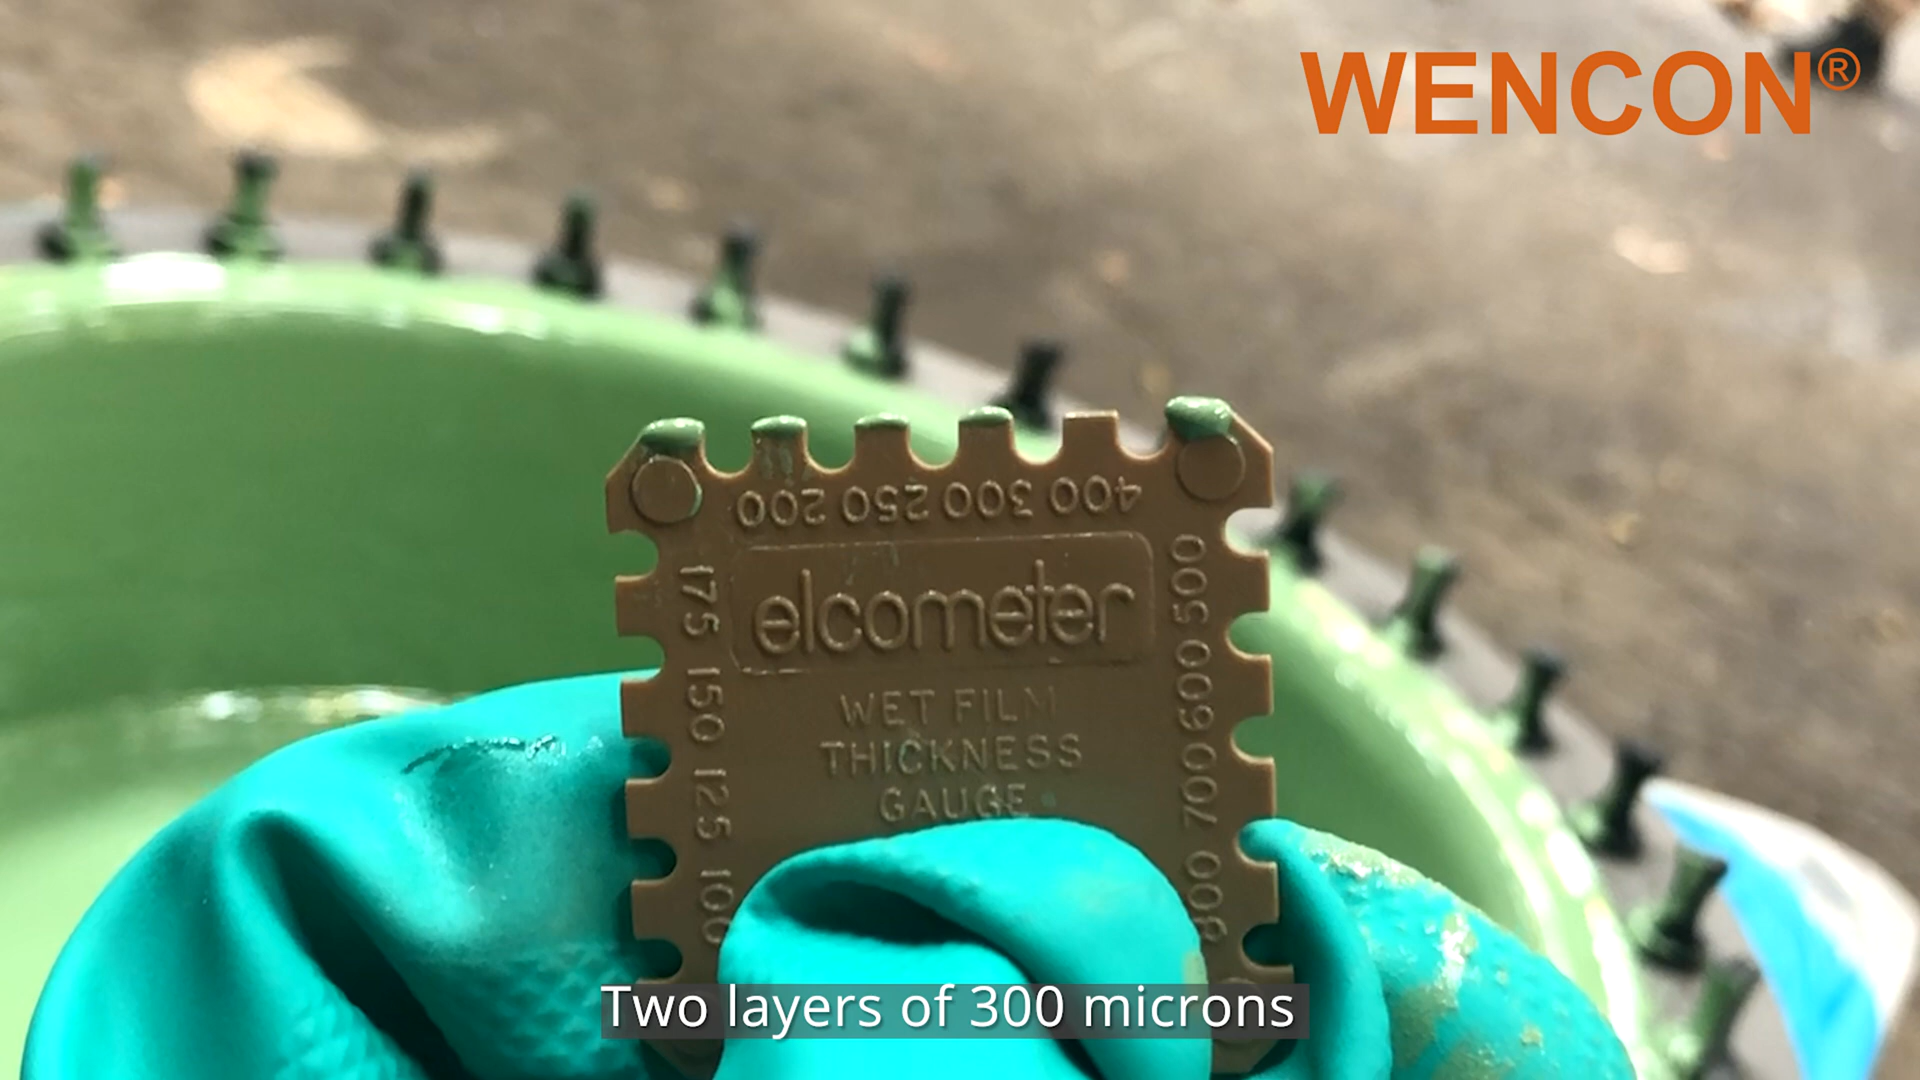 WENCON®
200 250 300 400
175 150 125 100
500 600 700 800
elcometer
WET FILM
THICKNESS
GAUGE
Two layers of 300 microns